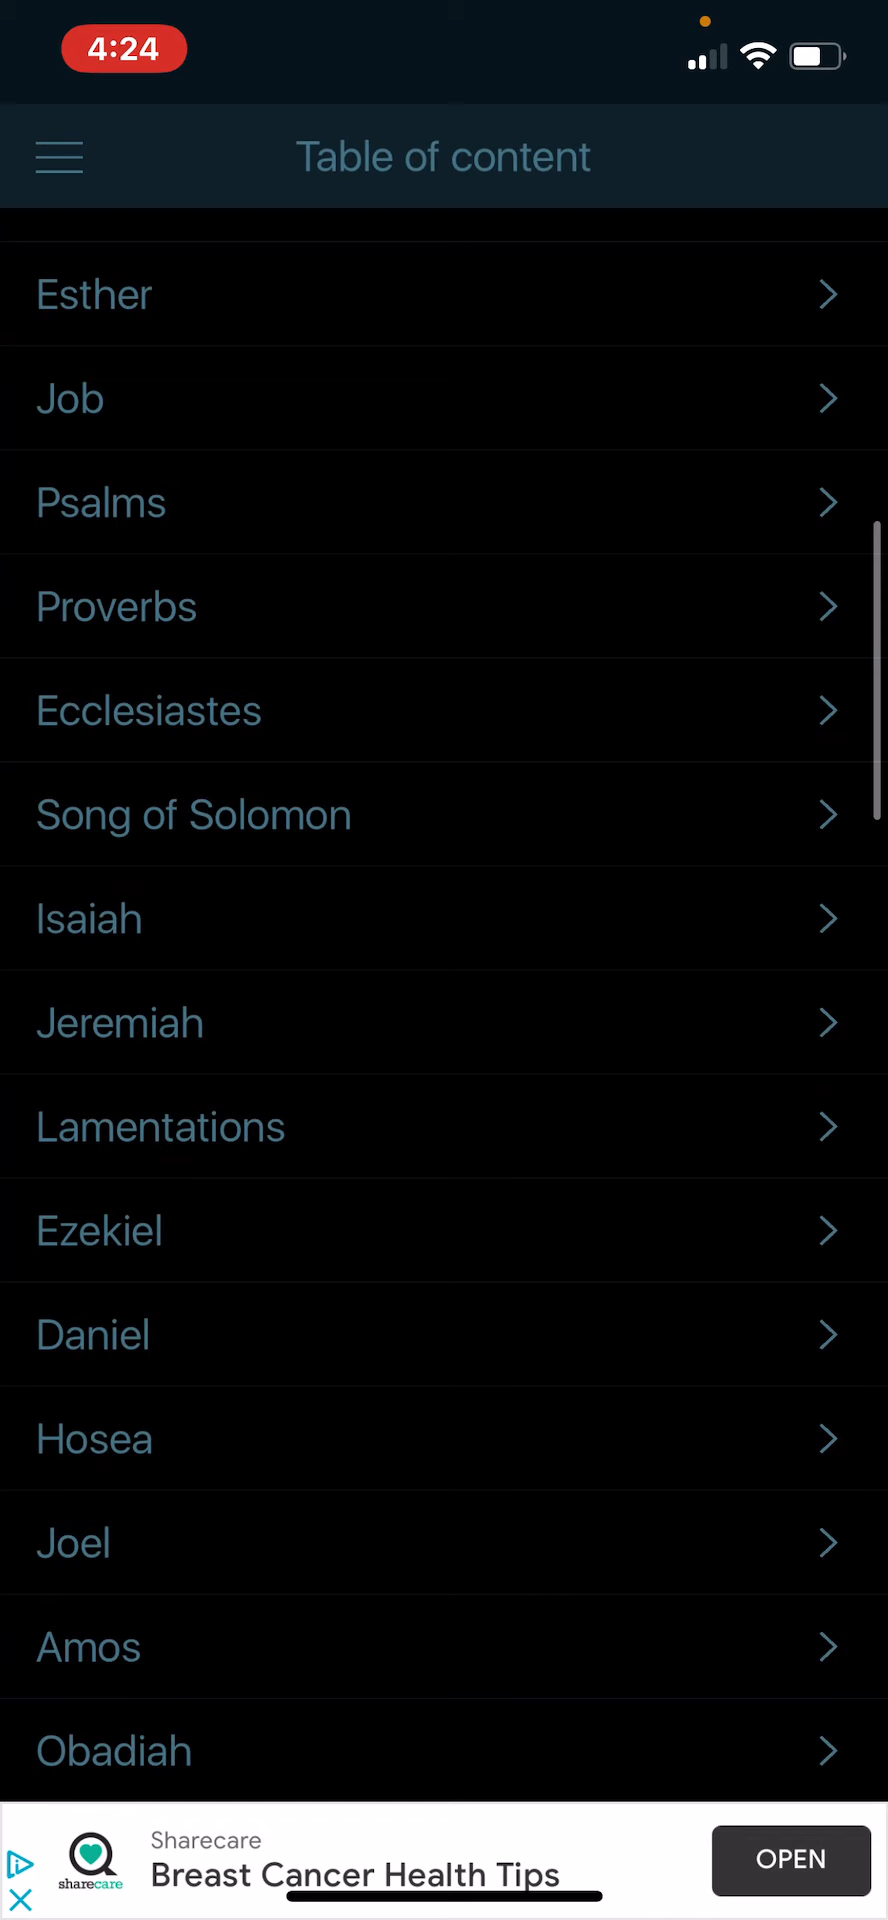 4:24
Table of content
Esther
Job
Psalms
Proverbs
Ecclesiastes
Song of Solomon
Isaiah
Jeremiah
Lamentations
Ezekiel
Daniel
Hosea
Joel
Amos
Obadiah
Sharecare
Breast Cancer Health Tips
sharecare
OPEN